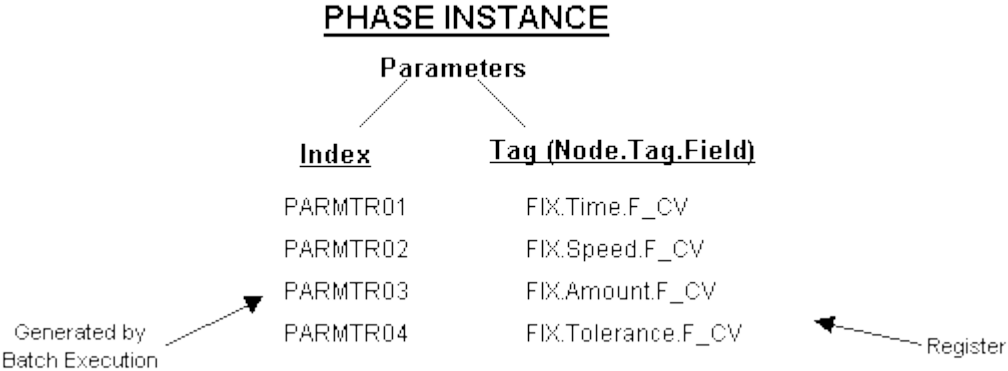 PHASE INSTANCE
Parameters
Index Tag (Node.Tag.Field)
PARMTR01 FIX.Time.F_CV
PARMTR02 FIX.Speed.F_CV
PARMTR03 FIX.Amount.F_CV
PARMTR04 FIX.Tolerance.F_CV
Generated by
Batch Execution
Register